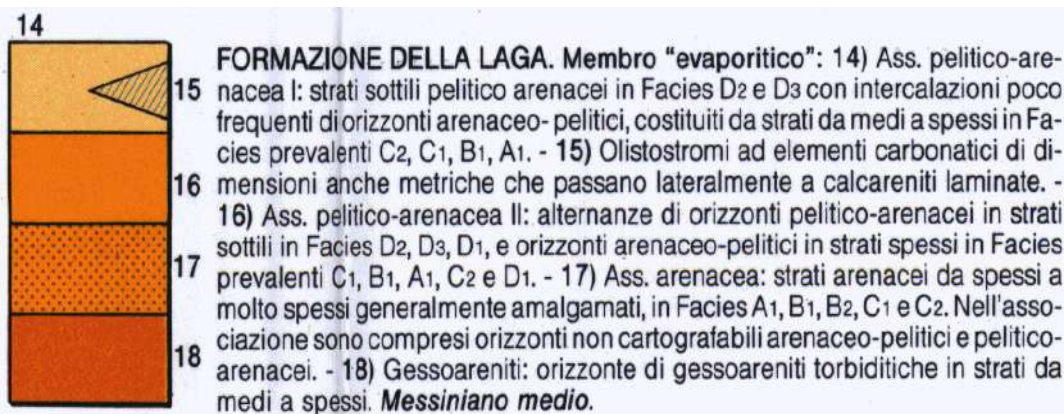 14
15
16
17
18
FORMAZIONE DELLA LAGA. Membro "evaporitico": 14) Ass. pelitico-are-
nacea I: strati sottili pelitico arenacei in Facies D2 e D3 con intercalazioni poco
frequenti di orizzonti arenaceo- pelitici, costituiti da strati da medi a spessi in Fa-
cies prevalenti C2, C1, B1, A1. - 15) Olistostromi ad elementi carbonatici di di-
mensioni anche metriche che passano lateralmente a calcareniti laminate. -
16) Ass. pelitico-arenacea II: alternanze di orizzonti pelitico-arenacei in strati
sottili in Facies D2, D3, D1, e orizzonti arenaceo-pelitici in strati spessi in Facies
prevalenti C1, B1, A1, C2 e D1. - 17) Ass. arenacea: strati arenacei da spessi a
molto spessi generalmente amalgamati, in Facies A1, B1, B2, C1 e C2. Nell'asso-
ciazione sono compresi orizzonti non cartografabili arenaceo-pelitici e pelitico-
arenacei. - 18) Gessoareniti: orizzonte di gessoareniti torbiditiche in strati da
medi a spessi. Messiniano medio.